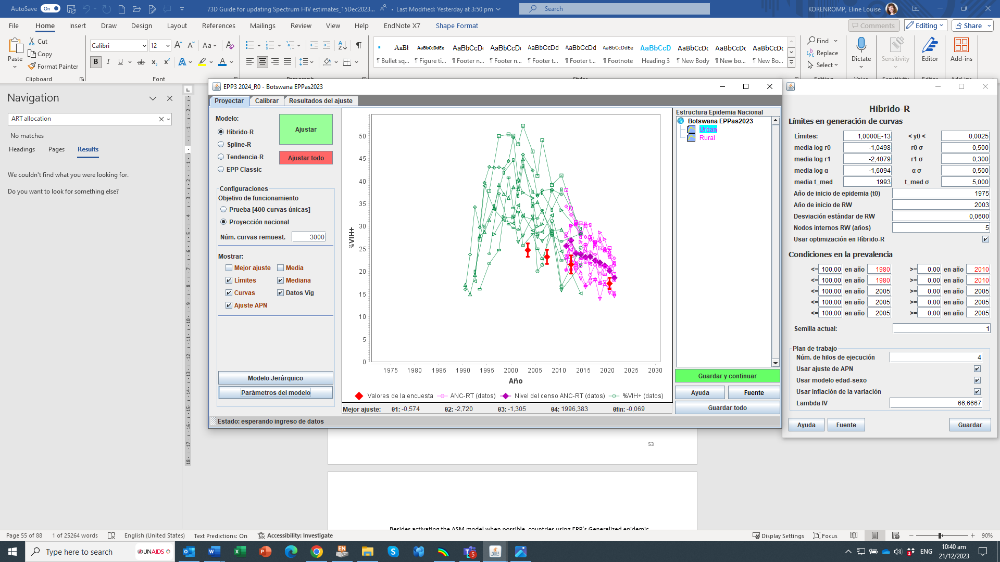 AutoSave On 73D Guide for updating Spectrum HIV estimates_15Dec2023... • Last Modified: Yesterday at 3:50 pm Search KORENROMP, Eline Louise
File Home Insert Draw Design Layout References Mailings Review View Help EndNote X7 Shape Format Comments Editing Share
Paste Cut Copy Format Painter Clipboard
Calibri 12 Font
AaBl AaBbCcDdEe AaBbCcDc AaBbCcDc AaBbCcDd AaBbCcDd AaBbCcDdEe AaBbCcD AaBbCcDc AaBbCcDc AaBbCcDc
¶ Bullet sq... ¶ Figure ti... ¶ Footer n... ¶ Footer n... ¶ Footer t... ¶ Footer t... ¶ Footnote Heading 3 ¶ New Body ¶ New bo... ¶ New Bo...
Find Replace Select Dictate Sensitivity Editor Add-ins
Navigation
ART allocation
No matches
Headings Pages Results
We couldn't find what you were looking for.
Do you want to look for something else?
EPP3 2024_R0 - Botswana EPPas2023
Proyectar Calibrar Resultados del ajuste
Modelo:
Híbrido-R
Spline-R
Tendencia-R
EPP Classic
Ajustar
Ajustar todo
Configuraciones
Objetivo de funcionamiento
Prueba [400 curvas únicas]
Proyección nacional
Núm. curvas remuest. 3000
Mostrar:
Mejor ajuste Media
Límites Mediana
Curvas Datos Vig
Ajuste APN
Modelo Jerárquico
Parámetros del modelo
%VIH+
50
45
40
35
30
25
20
15
10
5
0
1975 1980 1985 1990 1995 2000 2005 2010 2015 2020 2025 2030
Año
Valores de la encuesta ANC-RT (datos) Nivel del censo ANC-RT (datos) %VIH+ (datos)
Mejor ajuste: θ1: -0,574 θ2: -2,720 θ3: -1,305 θ4: 1996,383 θfin: -0,069
Estado: esperando ingreso de datos
Estructura Epidemia Nacional
Botswana EPPas2023
Urban
Rural
Guardar y continuar
Ayuda Fuente
Guardar todo
Híbrido-R
Límites en generación de curvas
Límites: 1,0000E-13 < y0 < 0,0025
media log r0 -1,0498 r0 σ 0,500
media log r1 -2,4079 r1 σ 0,300
media log α -1,6094 α σ 0,500
media t_med 1993 t_med σ 5,000
Año de inicio de epidemia (t0) 1975
Año de inicio de RW 2003
Desviación estándar de RW 0,0600
Nodos internos RW (años) 5
Usar optimización en Híbrido-R
Condiciones en la prevalencia
<= 100,00 en año 1980 >= 0,00 en año 2010
<= 100,00 en año 1980 >= 0,00 en año 2010
<= 100,00 en año 2005 >= 0,00 en año 2005
<= 100,00 en año 2005 >= 0,00 en año 2005
<= 100,00 en año 2005 >= 0,00 en año 2005
Semilla actual: 1
Plan de trabajo
Núm. de hilos de ejecución 4
Usar ajuste de APN
Usar modelo edad-sexo
Usar inflación de la variación
Lambda IV 66,6667
Ayuda Fuente Guardar
53
Besides activating the ASM model when possible, countries using EPP's Generalized epidemic
Page 55 of 88 1 of 25264 words English (United States) Text Predictions: On Accessibility: Investigate Display Settings Focus 90%
Type here to search UNAIDS EN 5 2 ENG 10:40 am
21/12/2023